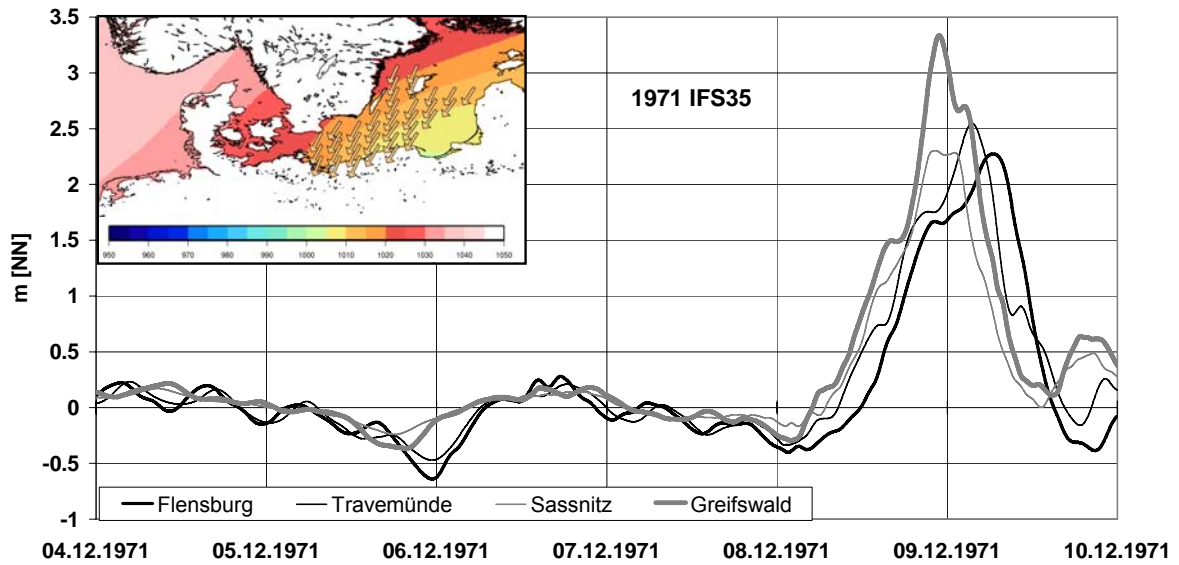 3.5
3
2.5
2
1.5
1
0.5
0
-0.5
-1
m [NN]
950 960 970 980 990 1000 1010 1020 1030 1040 1050
1971 IFS35
Flensburg Travemünde Sassnitz Greifswald
04.12.1971 05.12.1971 06.12.1971 07.12.1971 08.12.1971 09.12.1971 10.12.1971